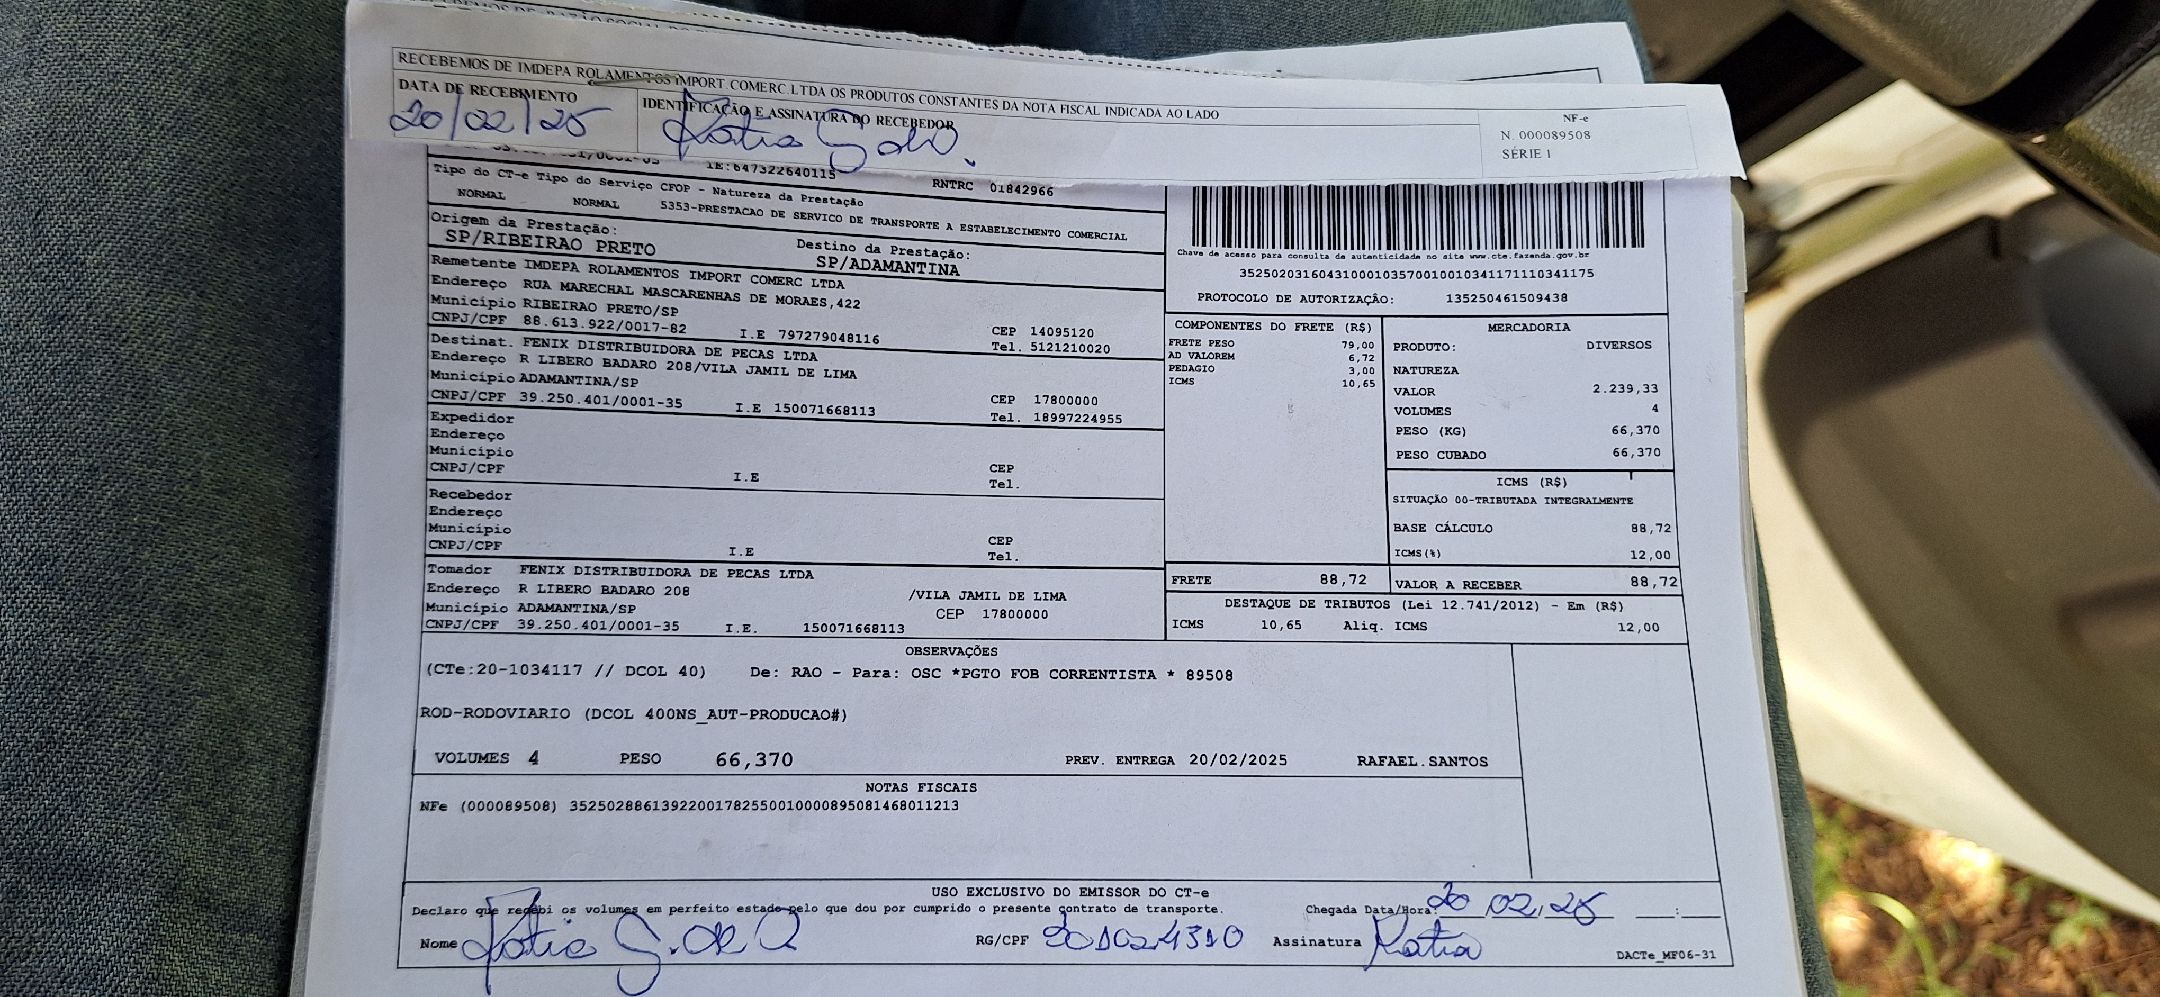 RECEBEMOS DE IMDEPA ROLAMENTOS IMPORT COMERC.LTDA OS PRODUTOS CONSTANTES DA NOTA FISCAL INDICADA AO LADO
DATA DE RECEBIMENTO
20/02/25
IDENTIFICAÇÃO E ASSINATURA DO RECEBEDOR
Katia
NF-e
N. 000089508
SÉRIE 1
IE:647322640115 RNTRC 01842966
Tipo do CT-e Tipo do Serviço CFOP - Natureza da Prestação
NORMAL NORMAL 5353-PRESTACAO DE SERVICO DE TRANSPORTE A ESTABELECIMENTO COMERCIAL
Origem da Prestação: Destino da Prestação:
SP/RIBEIRAO PRETO SP/ADAMANTINA
Remetente IMDEPA ROLAMENTOS IMPORT COMERC LTDA
Endereço RUA MARECHAL MASCARENHAS DE MORAES,422
Município RIBEIRAO PRETO/SP CEP 14095120
CNPJ/CPF 88.613.922/0017-82 I.E 797279048116 Tel. 5121210020
Destinat. FENIX DISTRIBUIDORA DE PECAS LTDA
Endereço R LIBERO BADARO 208/VILA JAMIL DE LIMA
Município ADAMANTINA/SP CEP 17800000
CNPJ/CPF 39.250.401/0001-35 I.E 150071668113 Tel. 18997224955
Expedidor
Endereço
Município CEP
CNPJ/CPF I.E Tel.
Recebedor
Endereço
Município CEP
CNPJ/CPF I.E Tel.
Tomador FENIX DISTRIBUIDORA DE PECAS LTDA
Endereço R LIBERO BADARO 208 /VILA JAMIL DE LIMA
Município ADAMANTINA/SP CEP 17800000
CNPJ/CPF 39.250.401/0001-35 I.E. 150071668113
Chave de acesso para consulta de autenticidade no site www.cte.fazenda.gov.br
35250203160431000103570010010341171110341175
PROTOCOLO DE AUTORIZAÇÃO: 135250461509438
COMPONENTES DO FRETE (R$)
FRETE PESO 79,00
AD VALOREM 6,72
PEDAGIO 3,00
ICMS 10,65
MERCADORIA
PRODUTO: DIVERSOS
NATUREZA
VALOR 2.239,33
VOLUMES 4
PESO (KG) 66,370
PESO CUBADO 66,370
ICMS (R$)
SITUAÇÃO 00-TRIBUTADA INTEGRALMENTE
BASE CÁLCULO 88,72
ICMS(%) 12,00
FRETE 88,72 VALOR A RECEBER 88,72
DESTAQUE DE TRIBUTOS (Lei 12.741/2012) - Em (R$)
ICMS 10,65 Aliq. ICMS 12,00
OBSERVAÇÕES
(CTe:20-1034117 // DCOL 40) De: RAO - Para: OSC *PGTO FOB CORRENTISTA * 89508
ROD-RODOVIARIO (DCOL 400NS_AUT-PRODUCAO#)
VOLUMES 4 PESO 66,370 PREV. ENTREGA 20/02/2025 RAFAEL.SANTOS
NOTAS FISCAIS
NFe (000089508) 35250288613922001782550010000895081468011213
USO EXCLUSIVO DO EMISSOR DO CT-e
Declaro que recebi os volumes em perfeito estado pelo que dou por cumprido o presente contrato de transporte. Chegada Data/Hora: 20/02/25 __:__
Nome Katia RG/CPF Assinatura Katia
DACTe_MF06-31